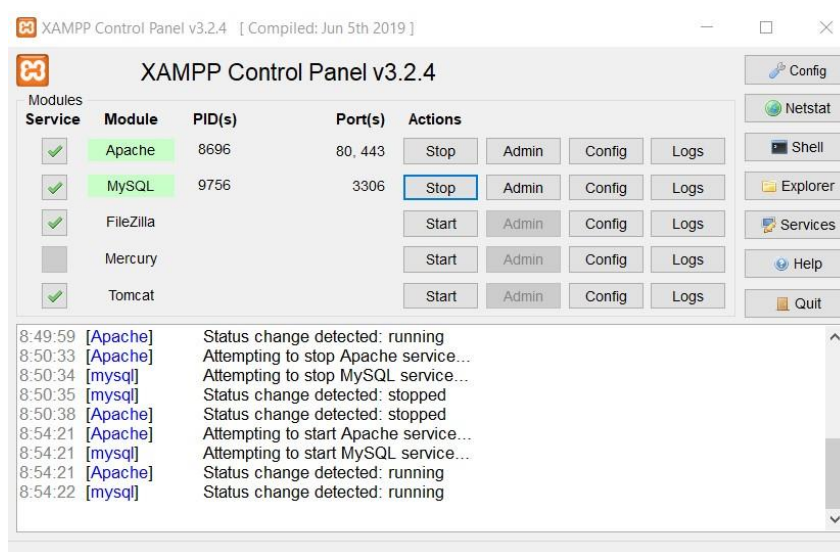 XAMPP Control Panel v3.2.4 [ Compiled: Jun 5th 2019 ]
XAMPP Control Panel v3.2.4
Config
Modules
Netstat
Service Module PID(s) Port(s) Actions
Apache 8696 80, 443 Stop Admin Config Logs
Shell
MySQL 9756 3306 Stop Admin Config Logs
Explorer
FileZilla Start Admin Config Logs
Services
Mercury Start Admin Config Logs
Help
Tomcat Start Admin Config Logs
Quit
8:49:59 [Apache] Status change detected: running
8:50:33 [Apache] Attempting to stop Apache service...
8:50:34 [mysql] Attempting to stop MySQL service...
8:50:35 [mysql] Status change detected: stopped
8:50:38 [Apache] Status change detected: stopped
8:54:21 [Apache] Attempting to start Apache service...
8:54:21 [mysql] Attempting to start MySQL service...
8:54:21 [Apache] Status change detected: running
8:54:22 [mysql] Status change detected: running